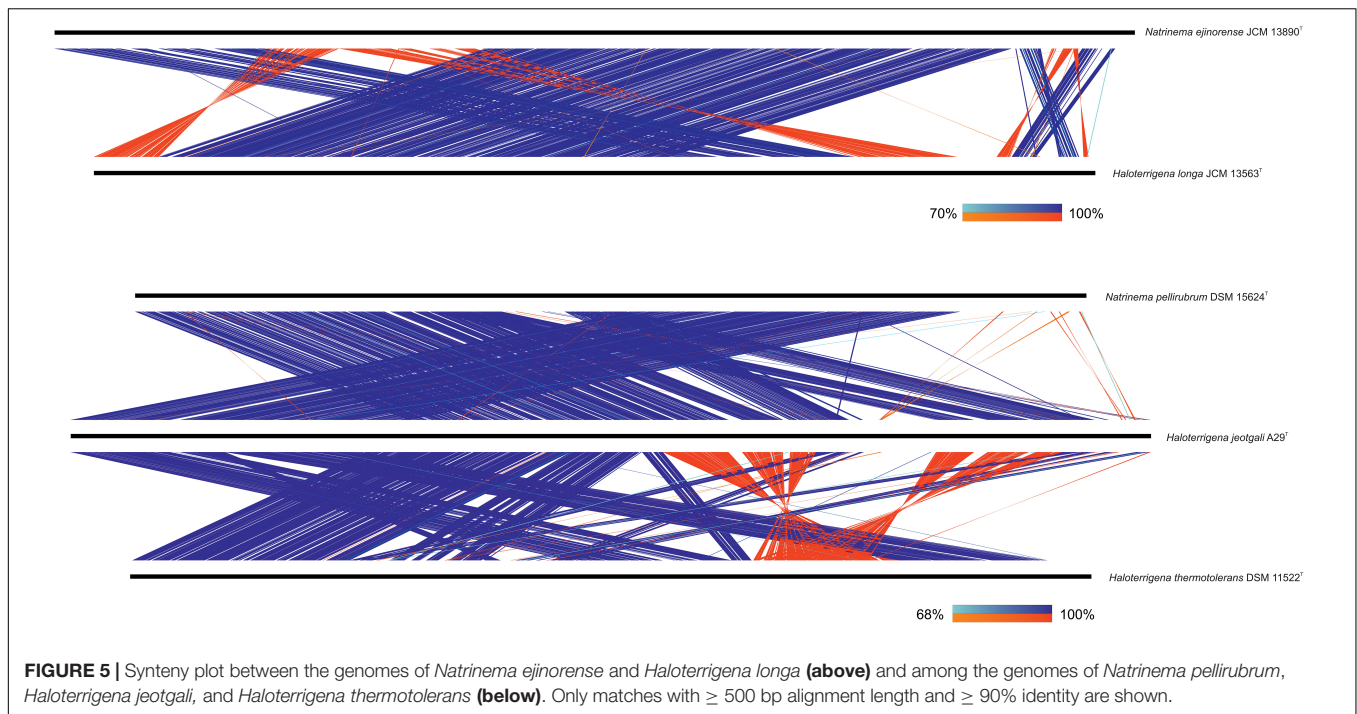 Natrinema ejinorense JCM 13890ᵀ
Haloterrigena longa JCM 13563ᵀ
70% 100%
Natrinema pellirubrum DSM 15624ᵀ
Haloterrigena jeotgali A29ᵀ
Haloterrigena thermotolerans DSM 11522ᵀ
68% 100%
FIGURE 5 | Synteny plot between the genomes of Natrinema ejinorense and Haloterrigena longa (above) and among the genomes of Natrinema pellirubrum,
Haloterrigena jeotgali, and Haloterrigena thermotolerans (below). Only matches with ≥ 500 bp alignment length and ≥ 90% identity are shown.